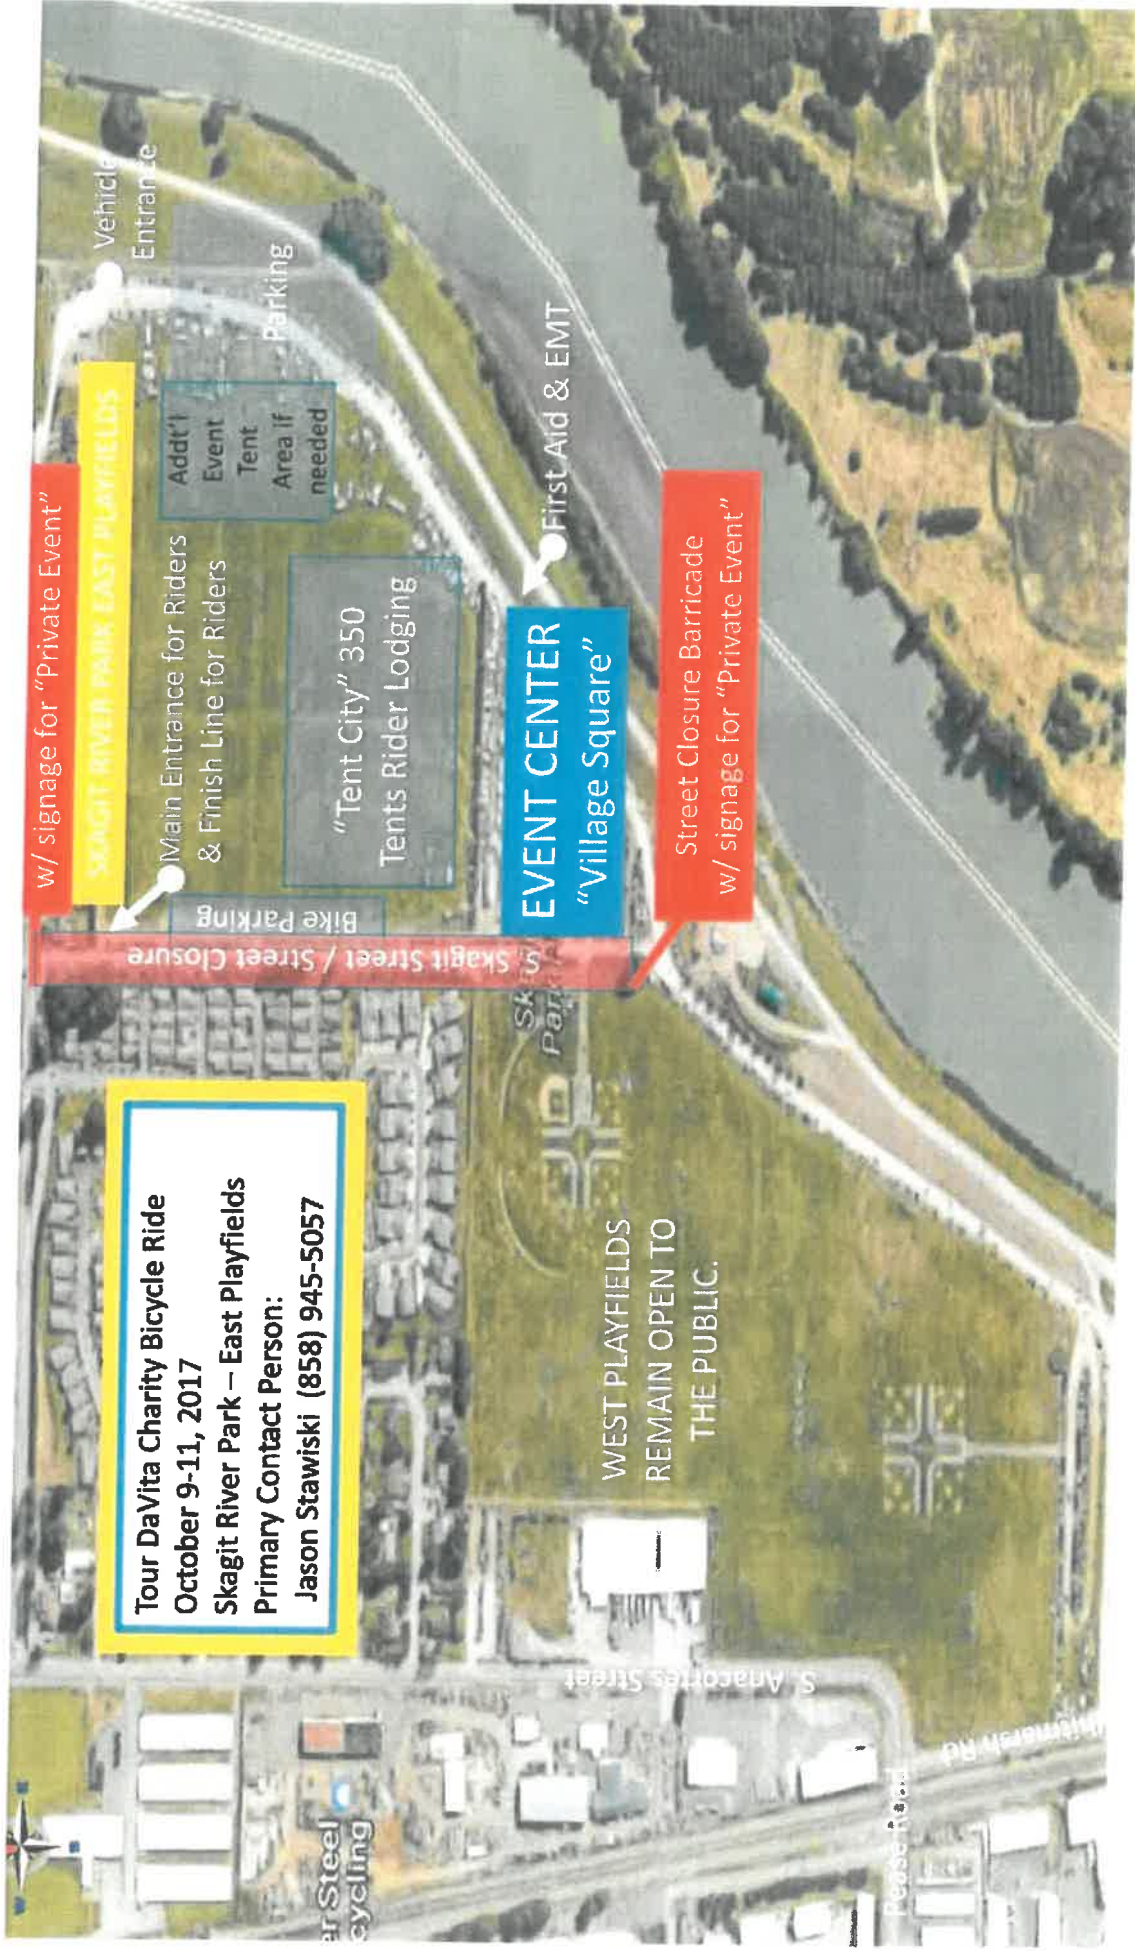 w/ signage for "Private Event"
SKAGIT RIVER PARK EAST PLAYFIELDS
Vehicle
Entrance
Main Entrance for Riders
& Finish Line for Riders
Addt'l
Event
Tent
Area if
needed
Parking
Tour DaVita Charity Bicycle Ride
October 9-11, 2017
Skagit River Park – East Playfields
Primary Contact Person:
Jason Stawiski (858) 945-5057
S. Skagit Street / Street Closure
Bike Parking
"Tent City" 350
Tents Rider Lodging
EVENT CENTER
"Village Square"
First Aid & EMT
Street Closure Barricade
w/ signage for "Private Event"
WEST PLAYFIELDS
REMAIN OPEN TO
THE PUBLIC.
S. Anacortes Street
Steel
Pease Road
Rd